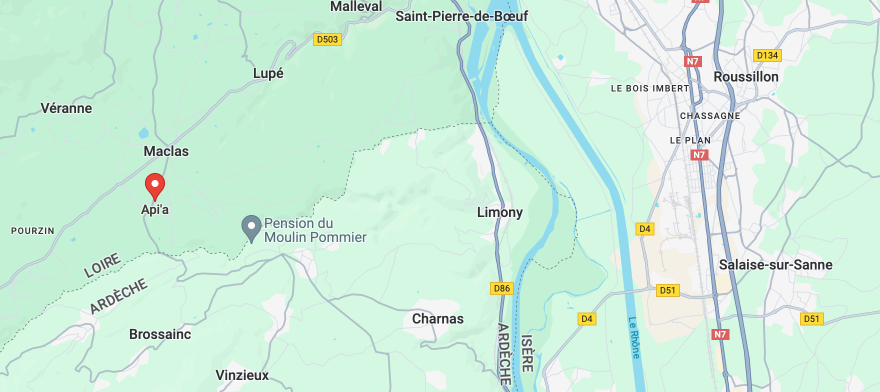 Malleval
Saint-Pierre-de-Bœuf
D503
N7
D134
Lupé
Roussillon
LE BOIS IMBERT
Véranne
CHASSAGNE
LE PLAN
Maclas
N7
Api'a
Limony
Pension du
Moulin Pommier
POURZIN
D4
LOIRE
Salaise-sur-Sanne
ARDÈCHE
D86
D51
Charnas
D4
D51
Brossainc
ARDÈCHE
ISÈRE
Le Rhône
N7
Vinzieux